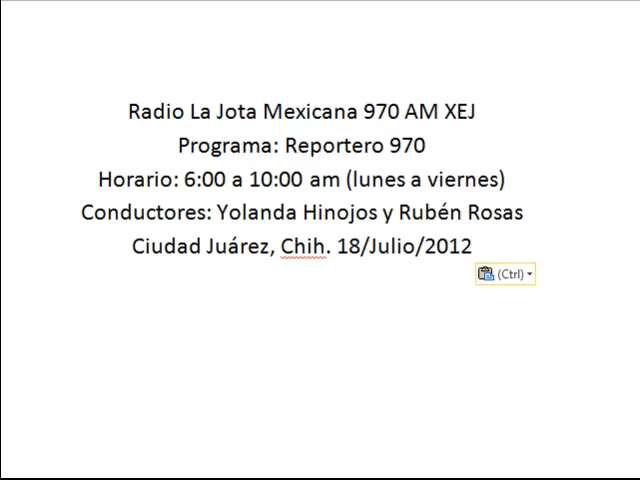 Radio La Jota Mexicana 970 AM XEJ
Programa: Reportero 970
Horario: 6:00 a 10:00 am (lunes a viernes)
Conductores: Yolanda Hinojos y Rubén Rosas
Ciudad Juárez, Chih. 18/Julio/2012
(Ctrl)